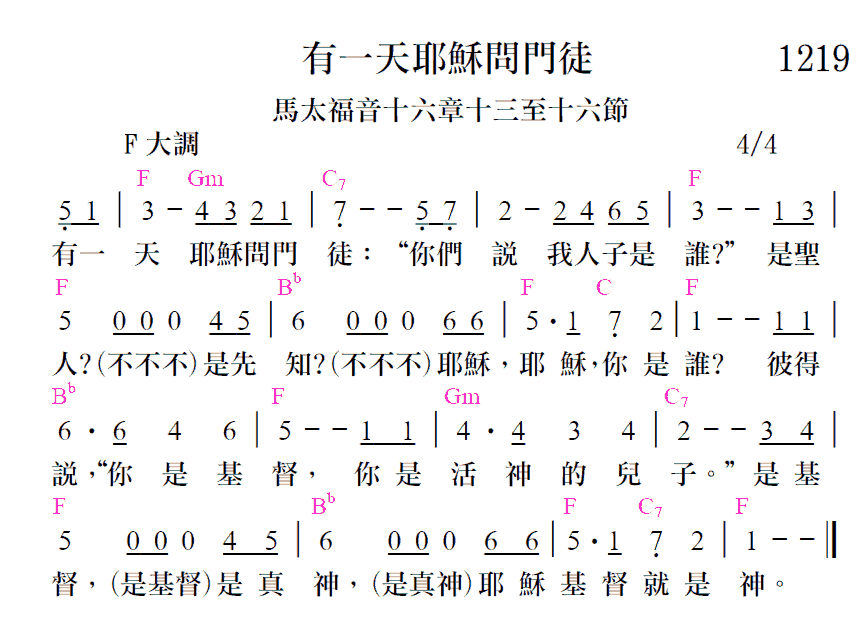 有一天耶穌問門徒 1219
馬太福音十六章十三至十六節
F 大調 4/4
F Gm C7 F
5 1 | 3 - 4 3 2 1 | 7 - - 5 7 | 2 - 2 4 6 5 | 3 - - 1 3 |
有一 天 耶穌問門 徒：“你們 説 我人子是 誰?” 是聖
F Bb F C F
5 0 0 0 4 5 | 6 0 0 0 6 6 | 5 · 1 7 2 | 1 - - 1 1 |
人?(不不不)是先 知?(不不不)耶穌，耶 穌，你 是 誰? 彼得
Bb F Gm C7
6 · 6 4 6 | 5 - - 1 1 | 4 · 4 3 4 | 2 - - 3 4 |
説，“你 是 基 督， 你 是 活 神 的 兒 子。” 是 基
F Bb F C7 F
5 0 0 0 4 5 | 6 0 0 0 6 6 | 5 · 1 7 2 | 1 - - ||
督，(是基督)是 真 神，(是真神)耶 穌 基 督 就 是 神。